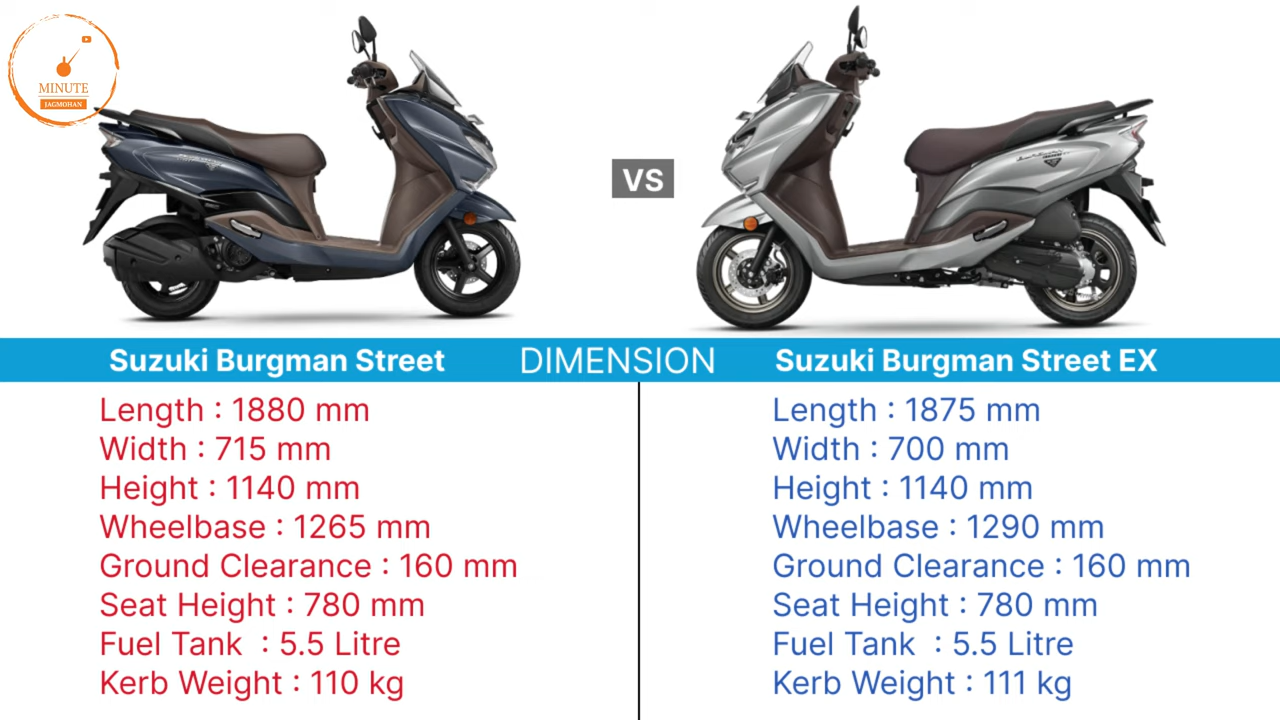 MINUTE
JAGMOHAN
VS
Suzuki Burgman Street
DIMENSION
Suzuki Burgman Street EX
Length : 1880 mm
Width : 715 mm
Height : 1140 mm
Wheelbase : 1265 mm
Ground Clearance : 160 mm
Seat Height : 780 mm
Fuel Tank : 5.5 Litre
Kerb Weight : 110 kg
Length : 1875 mm
Width : 700 mm
Height : 1140 mm
Wheelbase : 1290 mm
Ground Clearance : 160 mm
Seat Height : 780 mm
Fuel Tank : 5.5 Litre
Kerb Weight : 111 kg